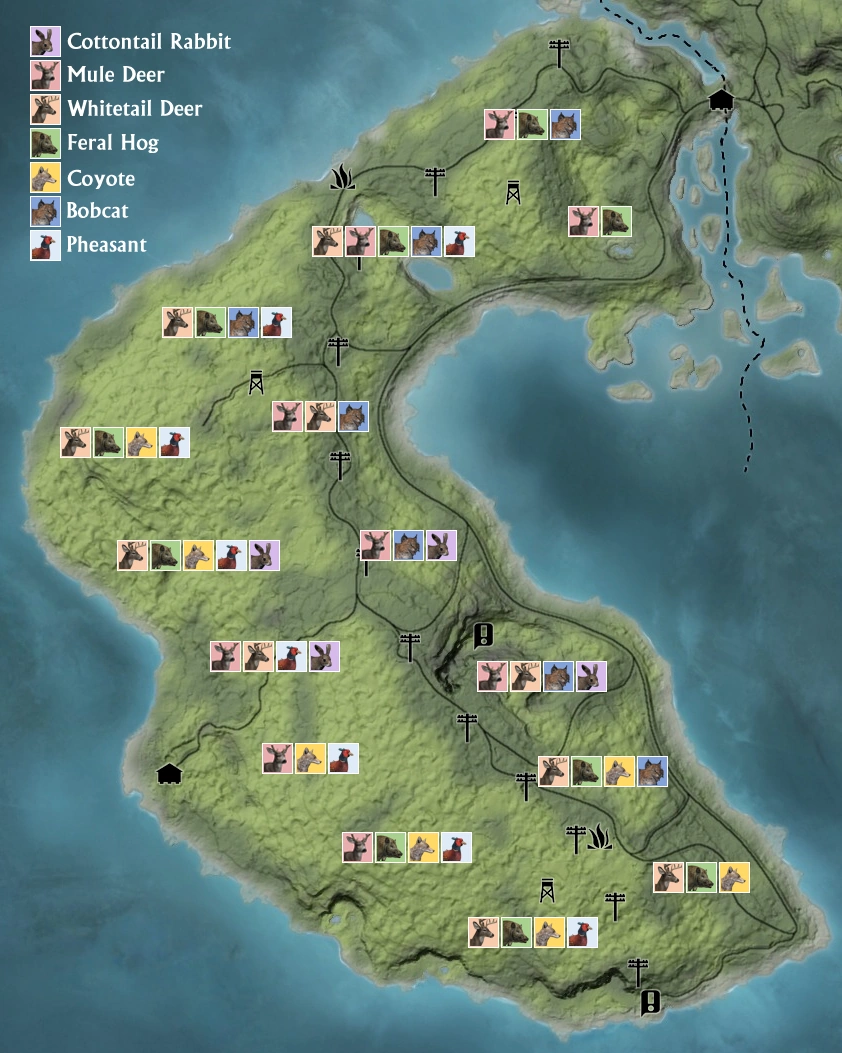 Cottontail Rabbit
Mule Deer
Whitetail Deer
Feral Hog
Coyote
Bobcat
Pheasant